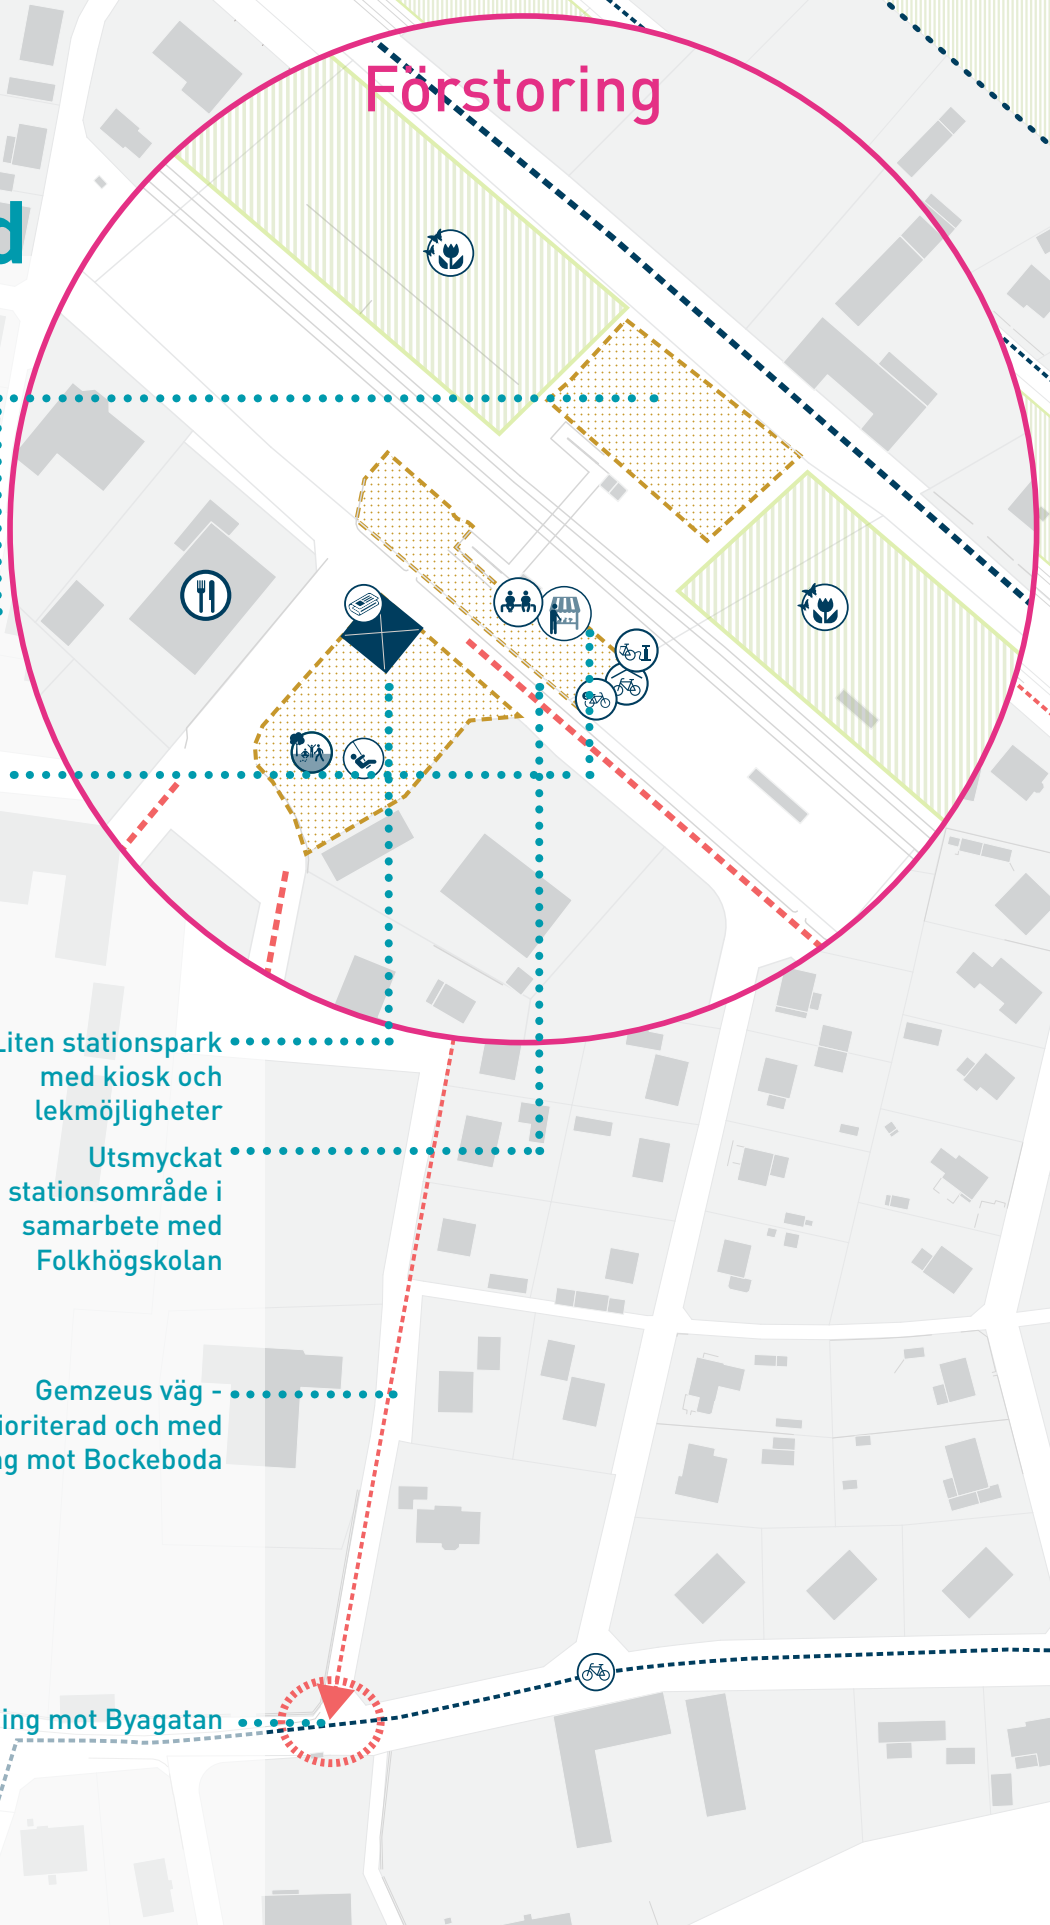 Förstoring
d
Liten stationspark
med kiosk och
lekmöjligheter
Utsmyckat
stationsområde i
samarbete med
Folkhögskolan
Gemzeus väg -
ioriterad och med
g mot Bockeboda
ing mot Byagatan